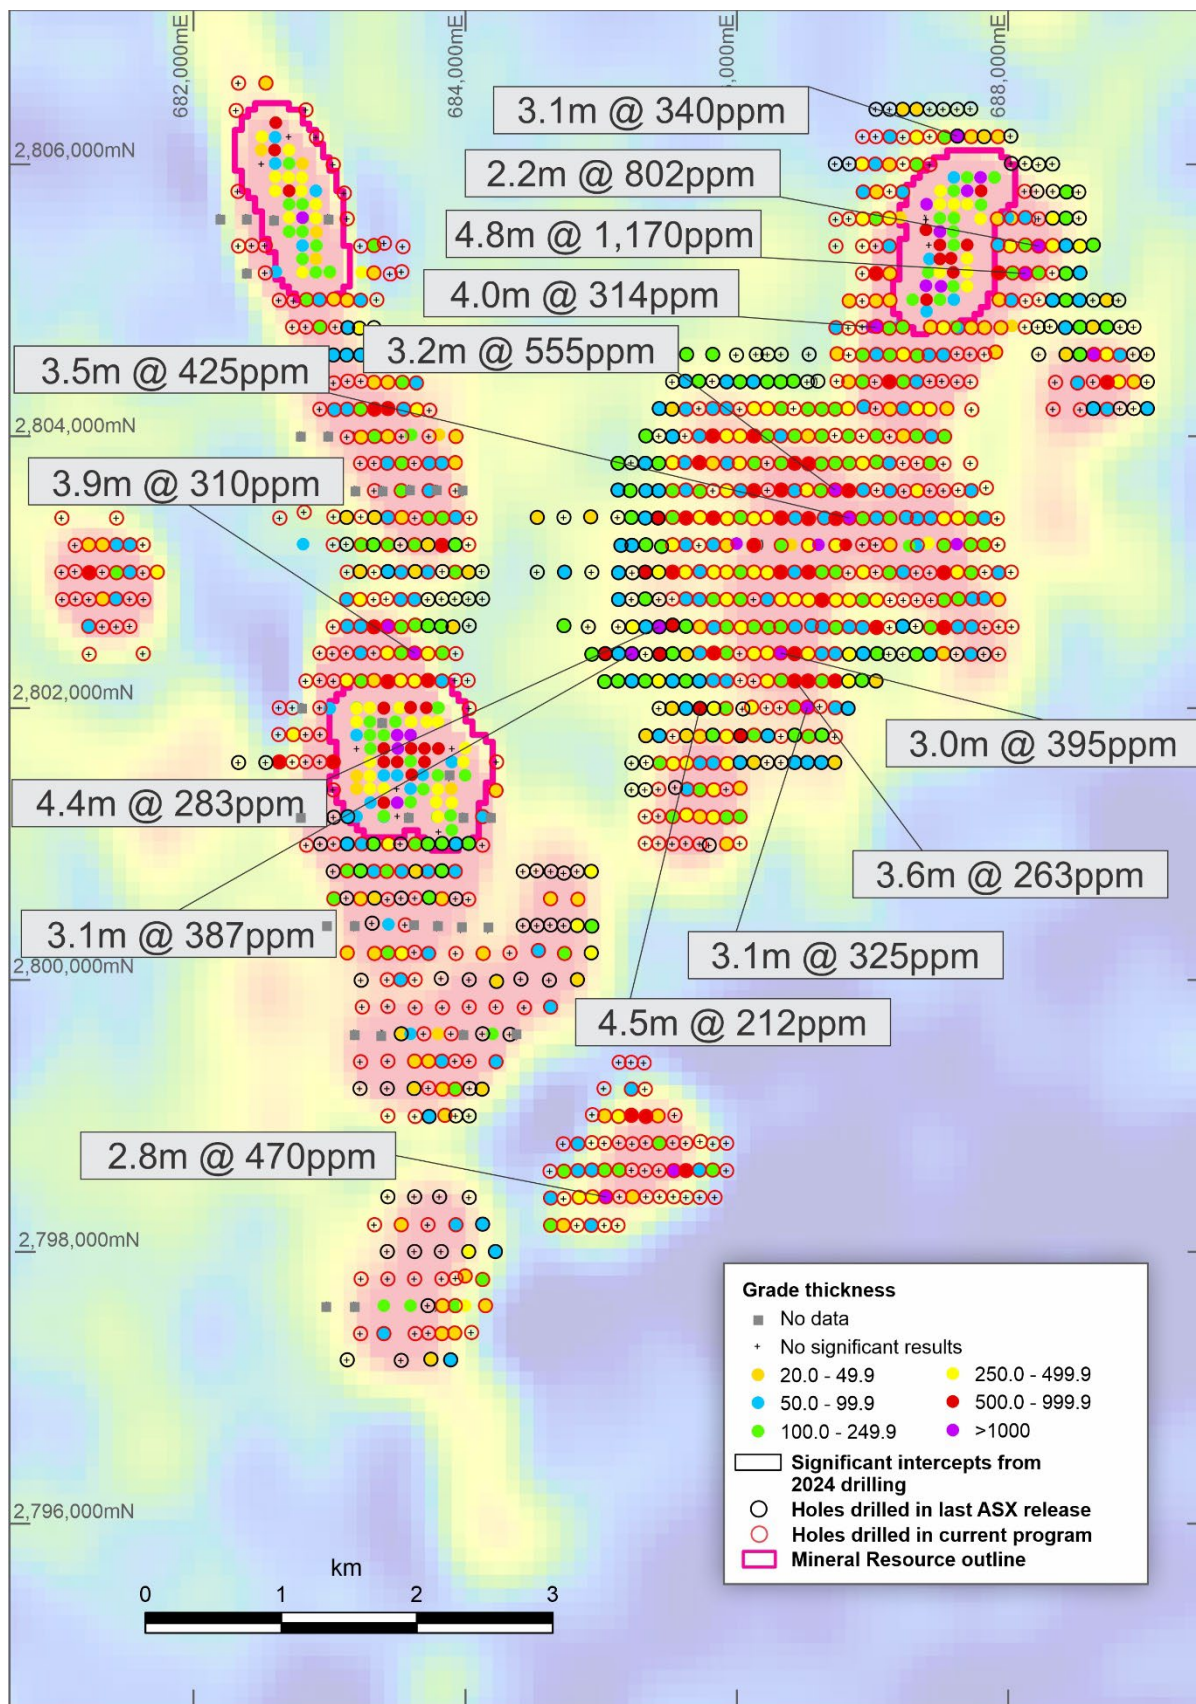 682,000mE
684,000mE
688,000mE
3.1m @ 340ppm
2,806,000mN
2.2m @ 802ppm
4.8m @ 1,170ppm
4.0m @ 314ppm
3.2m @ 555ppm
3.5m @ 425ppm
2,804,000mN
3.9m @ 310ppm
2,802,000mN
3.0m @ 395ppm
4.4m @ 283ppm
3.6m @ 263ppm
3.1m @ 387ppm
3.1m @ 325ppm
2,800,000mN
4.5m @ 212ppm
2.8m @ 470ppm
2,798,000mN
Grade thickness
No data
No significant results
20.0 - 49.9
250.0 - 499.9
50.0 - 99.9
500.0 - 999.9
100.0 - 249.9
>1000
Significant intercepts from
2024 drilling
Holes drilled in last ASX release
Holes drilled in current program
Mineral Resource outline
2,796,000mN
km
0
1
2
3